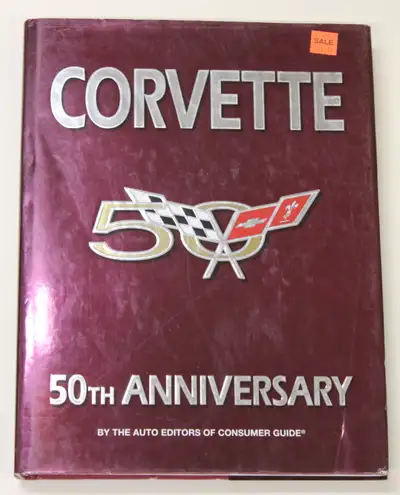 SALE
CORVETTE
50
50TH ANNIVERSARY
BY THE AUTO EDITORS OF CONSUMER GUIDE®